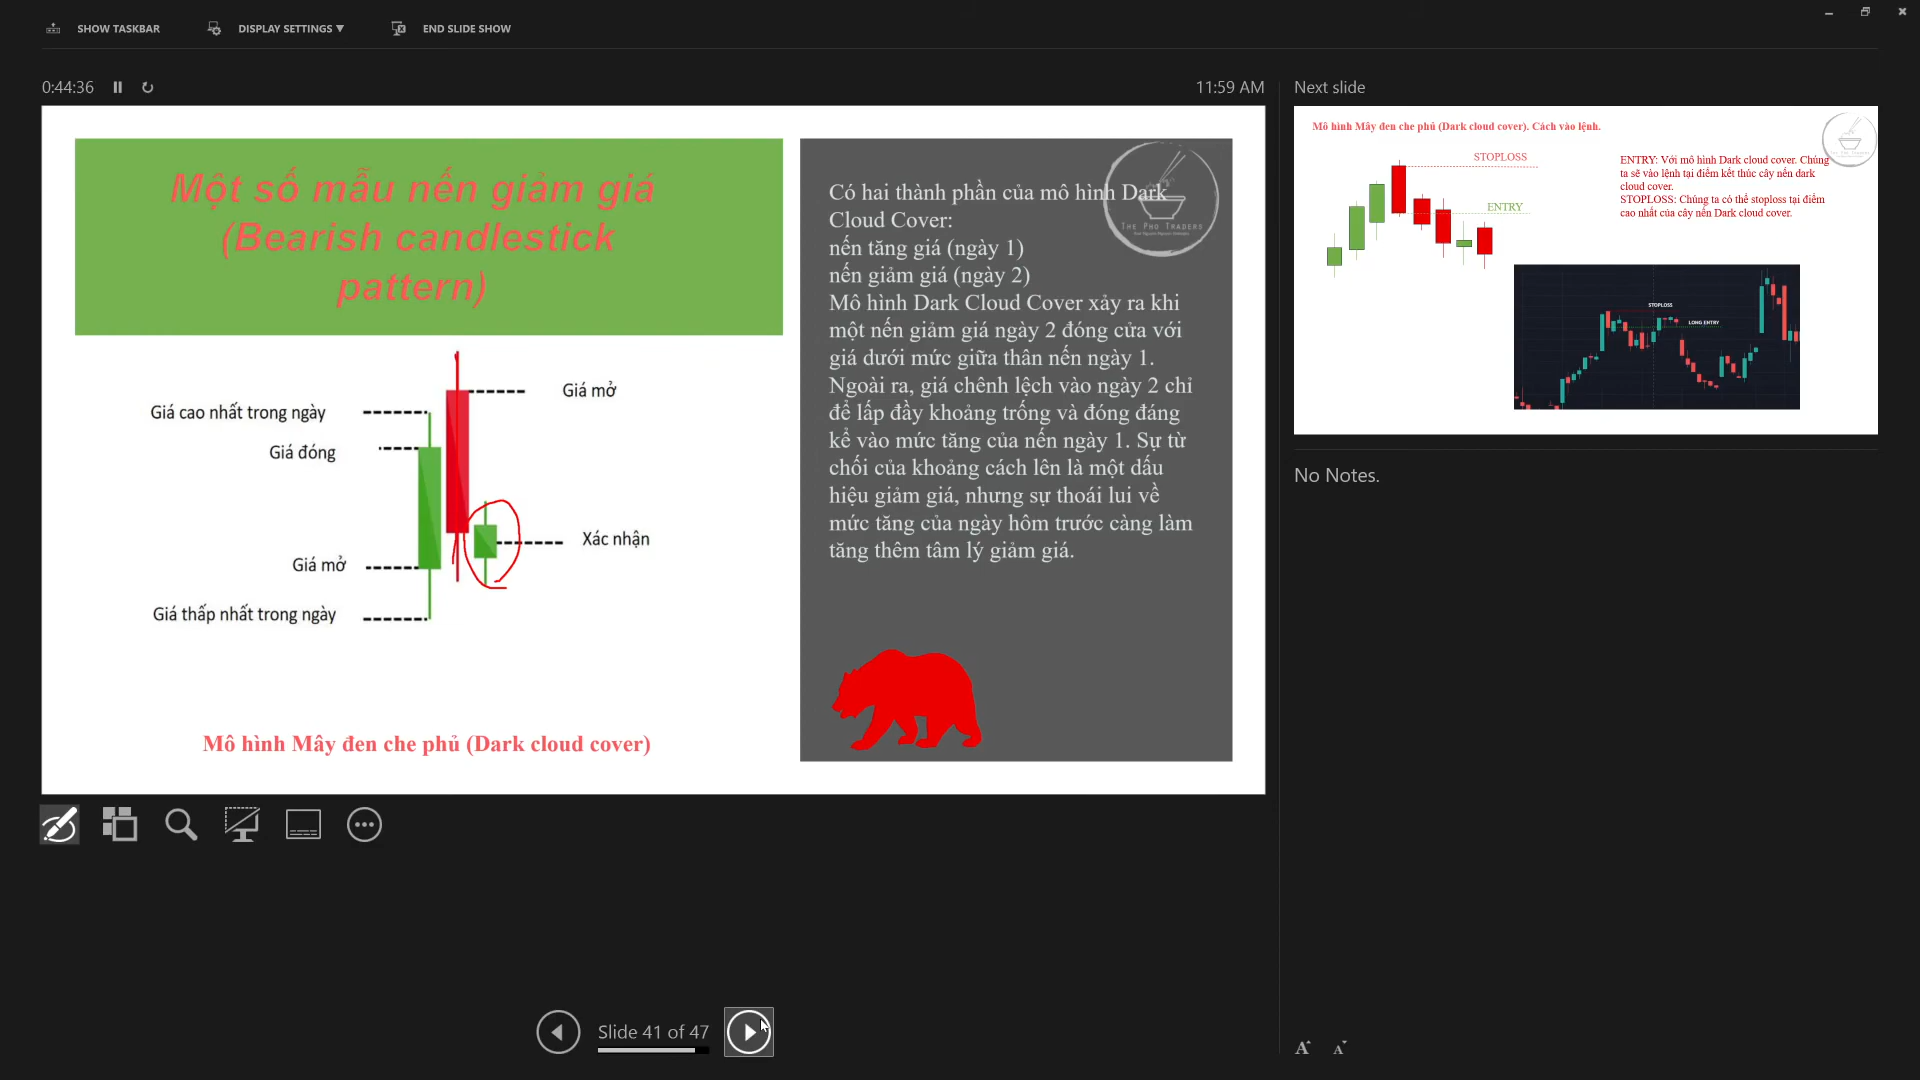 SHOW TASKBAR
DISPLAY SETTINGS ▼
END SLIDE SHOW
0:44:36
11:59 AM
Một số mẫu nến giảm giá
(Bearish candlestick
pattern)
Giá mở
Giá cao nhất trong ngày
Giá đóng
Xác nhận
Giá mở
Giá thấp nhất trong ngày
Mô hình Mây đen che phủ (Dark cloud cover)
THE PHO TRADERS
Có hai thành phần của mô hình Dark
Cloud Cover:
nến tăng giá (ngày 1)
nến giảm giá (ngày 2)
Mô hình Dark Cloud Cover xảy ra khi
một nến giảm giá ngày 2 đóng cửa với
giá dưới mức giữa thân nến ngày 1.
Ngoài ra, giá chênh lệch vào ngày 2 chỉ
để lấp đầy khoảng trống và đóng đáng
kể vào mức tăng của nến ngày 1. Sự từ
chối của khoảng cách lên là một dấu
hiệu giảm giá, nhưng sự thoái lui về
mức tăng của ngày hôm trước càng làm
tăng thêm tâm lý giảm giá.
Slide 41 of 47
Next slide
Mô hình Mây đen che phủ (Dark cloud cover). Cách vào lệnh.
STOPLOSS
ENTRY
ENTRY: Với mô hình Dark cloud cover. Chúng
ta sẽ vào lệnh tại điểm kết thúc cây nến dark
cloud cover.
STOPLOSS: Chúng ta có thể stoploss tại điểm
cao nhất của cây nến Dark cloud cover.
STOPLOSS
LONG ENTRY
No Notes.
A
A